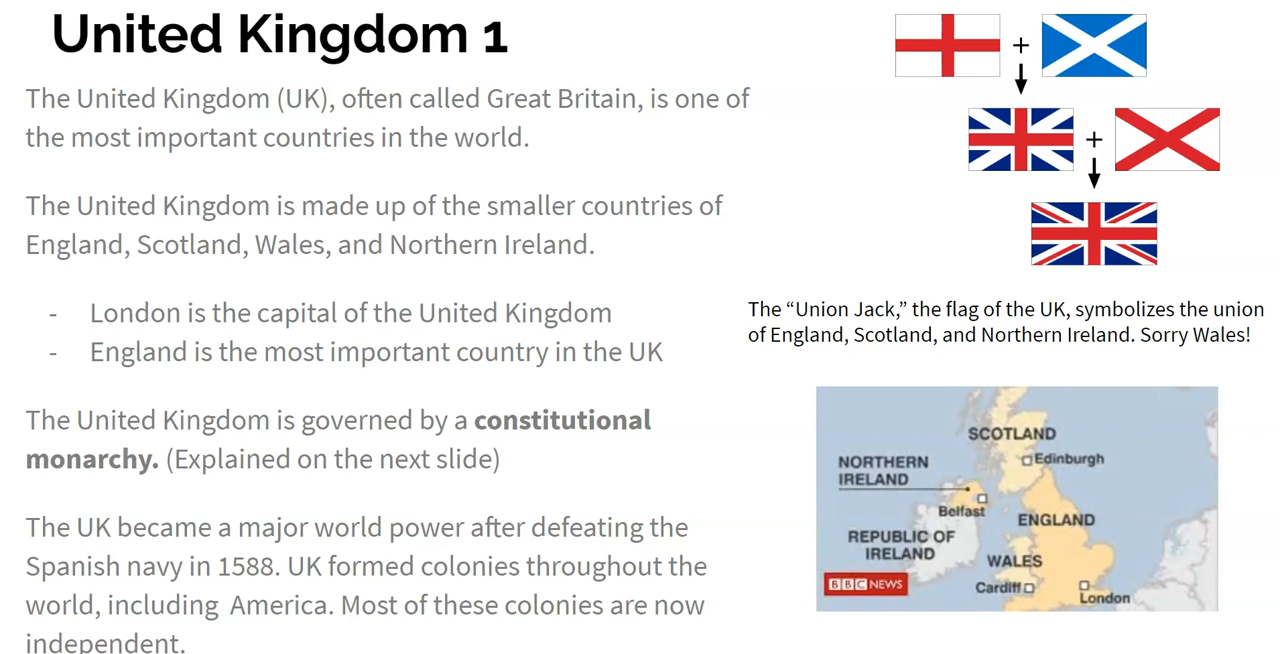 United Kingdom 1
The United Kingdom (UK), often called Great Britain, is one of
the most important countries in the world.
The United Kingdom is made up of the smaller countries of
England, Scotland, Wales, and Northern Ireland.
- London is the capital of the United Kingdom
- England is the most important country in the UK
The United Kingdom is governed by a constitutional
monarchy. (Explained on the next slide)
The UK became a major world power after defeating the
Spanish navy in 1588. UK formed colonies throughout the
world, including America. Most of these colonies are now
independent.
+
+
The “Union Jack,” the flag of the UK, symbolizes the union
of England, Scotland, and Northern Ireland. Sorry Wales!
SCOTLAND
Edinburgh
NORTHERN
IRELAND
Belfast
ENGLAND
REPUBLIC OF
IRELAND
WALES
BBC NEWS
Cardiff
London